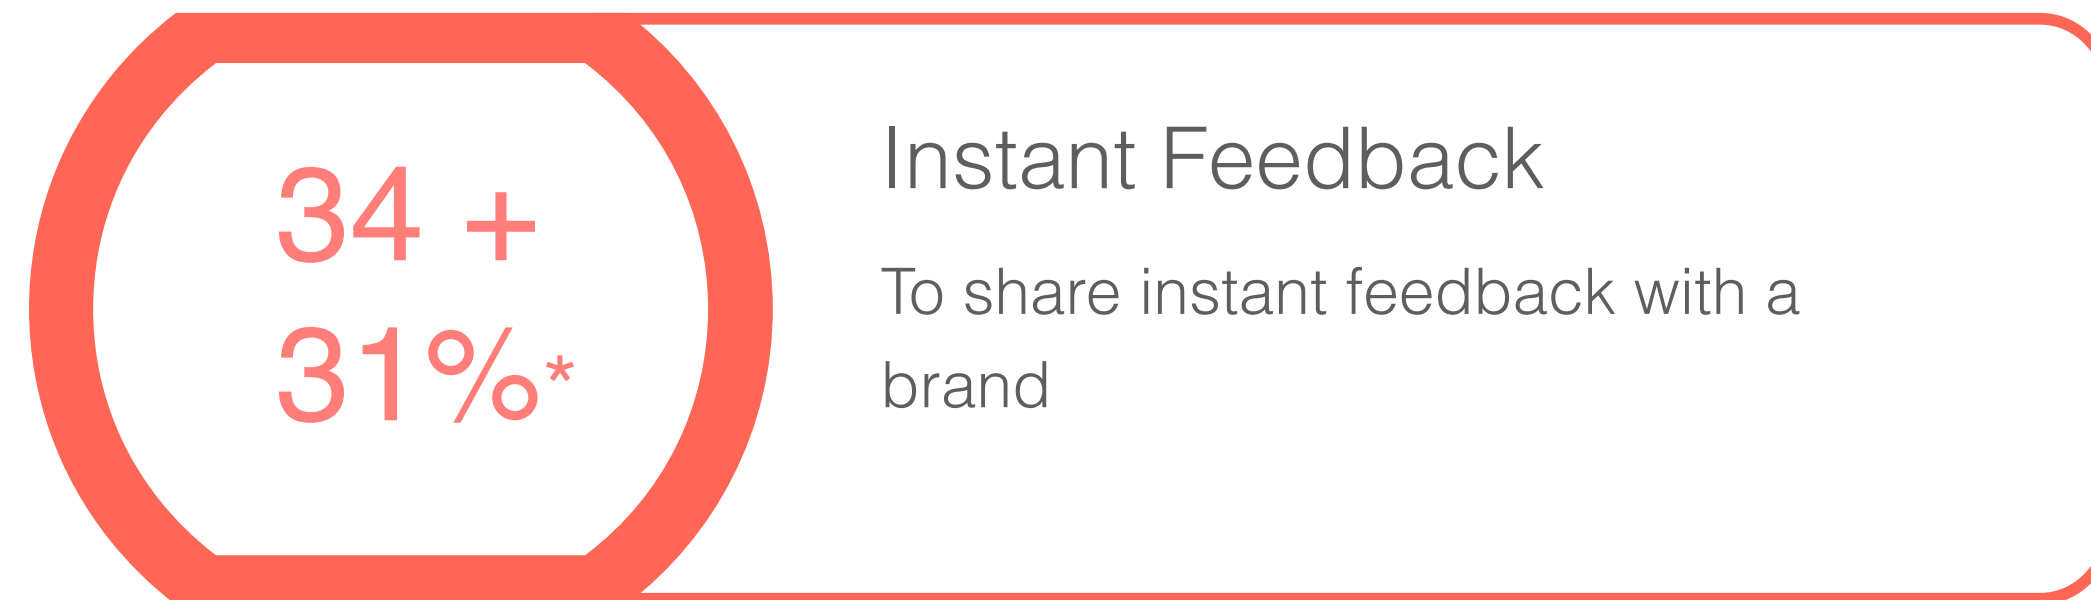 34 +
31%*
Instant Feedback
To share instant feedback with a
brand